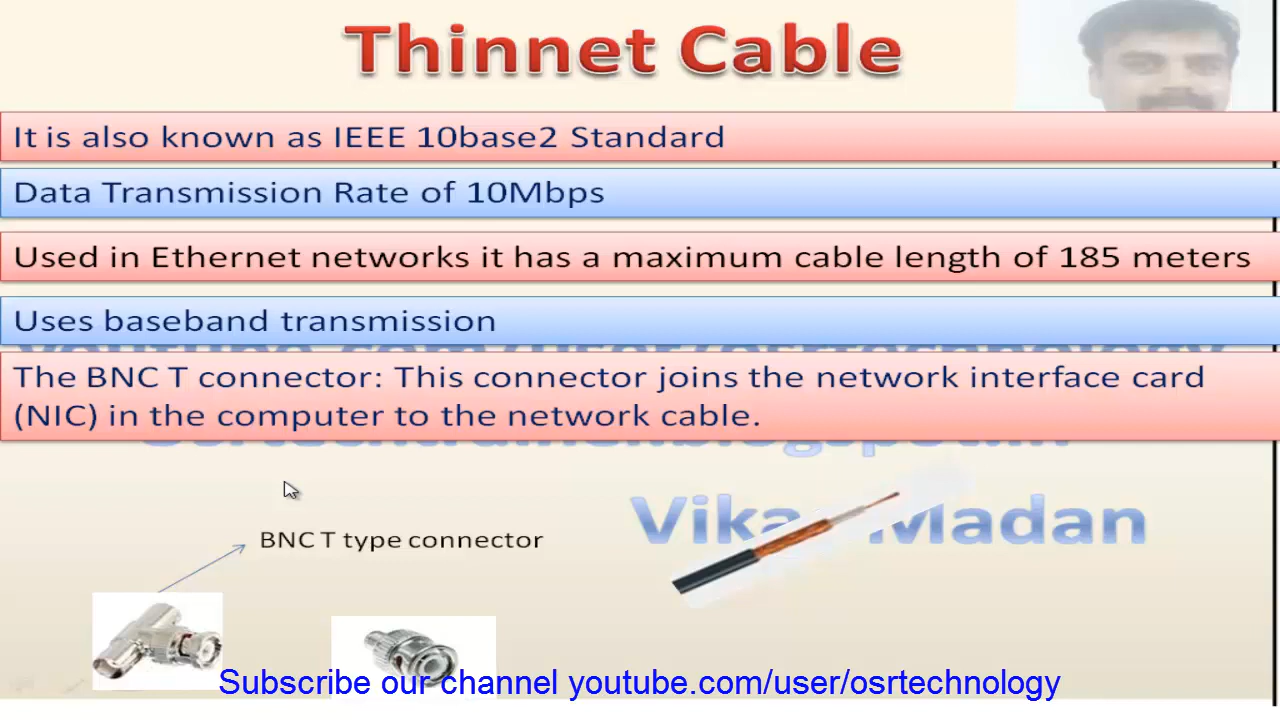 Thinnet Cable
It is also known as IEEE 10base2 Standard
Data Transmission Rate of 10Mbps
Used in Ethernet networks it has a maximum cable length of 185 meters
Uses baseband transmission
The BNC T connector: This connector joins the network interface card
(NIC) in the computer to the network cable.
Madan
BNC T type connector
Subscribe our channel youtube.com/user/osrtechnology